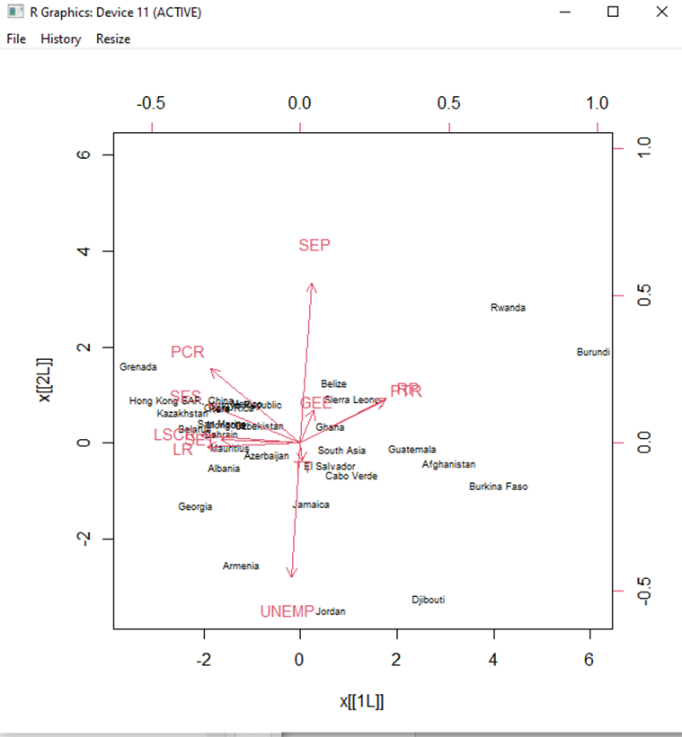 R Graphics: Device 11 (ACTIVE)
File History Resize
-0.5 0.0 0.5 1.0
6 4 2 0 -2
1.0 0.5 0.0 -0.5
x[[2L]]
SEP
Rwanda
PCR
Burundi
Grenada
Belize
SES
Hong Kong SAR, China
Sierra Leone
GEE
Kazakhstan
Ghana
Belarus
LSCR
Bahrain
LR
Mauritius
South Asia
Guatemala
Azerbaijan
El Salvador
Afghanistan
Albania
Cabo Verde
Burkina Faso
Georgia
Jamaica
Armenia
Djibouti
UNEMP
Jordan
-2 0 2 4 6
x[[1L]]